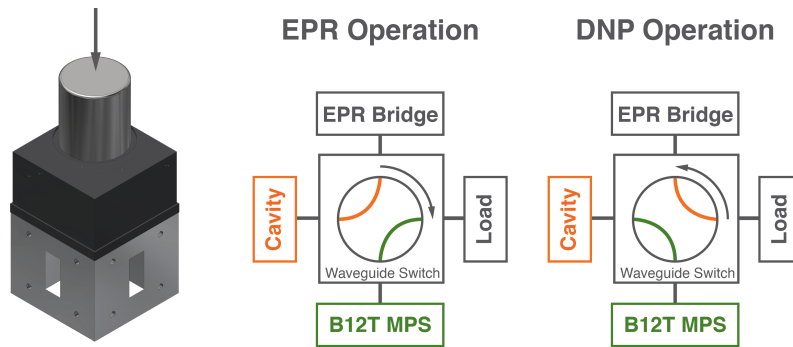 EPR Operation
EPR Bridge
Cavity
Load
Waveguide Switch
B12T MPS
DNP Operation
EPR Bridge
Cavity
Load
Waveguide Switch
B12T MPS